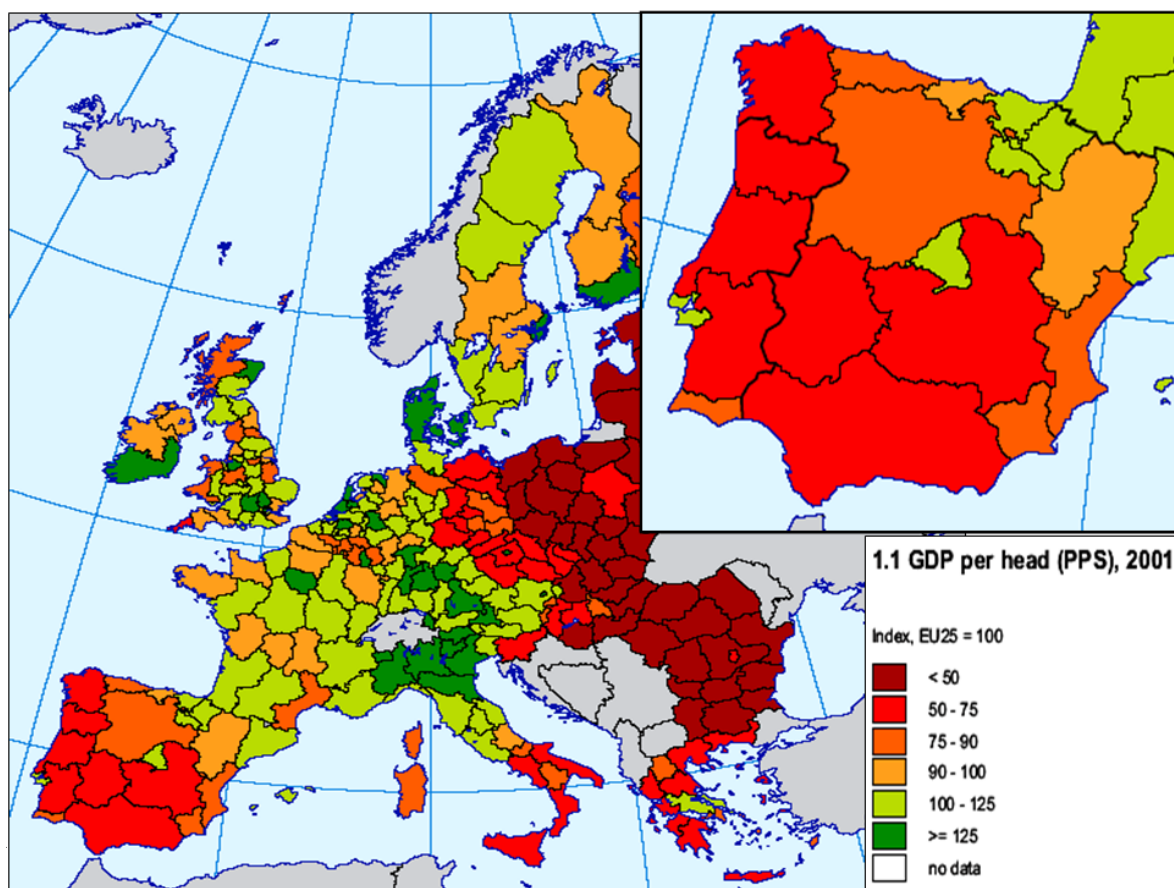 1.1 GDP per head (PPS), 2001
Index, EU25 = 100
< 50
50 - 75
75 - 90
90 - 100
100 - 125
>= 125
no data